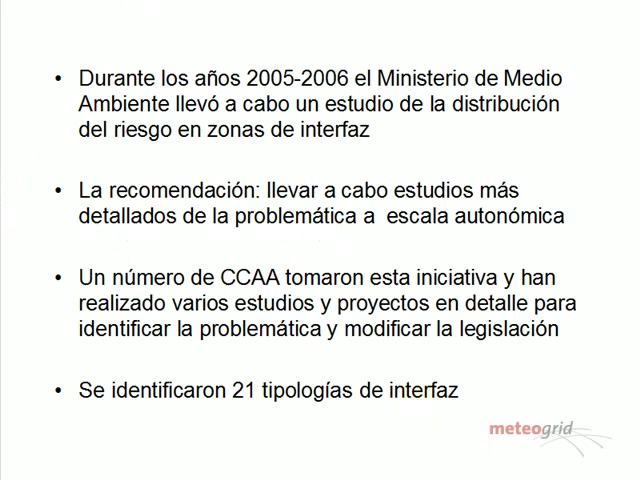 • Durante los años 2005-2006 el Ministerio de Medio
Ambiente llevó a cabo un estudio de la distribución
del riesgo en zonas de interfaz
• La recomendación: llevar a cabo estudios más
detallados de la problemática a escala autonómica
• Un número de CCAA tomaron esta iniciativa y han
realizado varios estudios y proyectos en detalle para
identificar la problemática y modificar la legislación
• Se identificaron 21 tipologías de interfaz
meteogrid